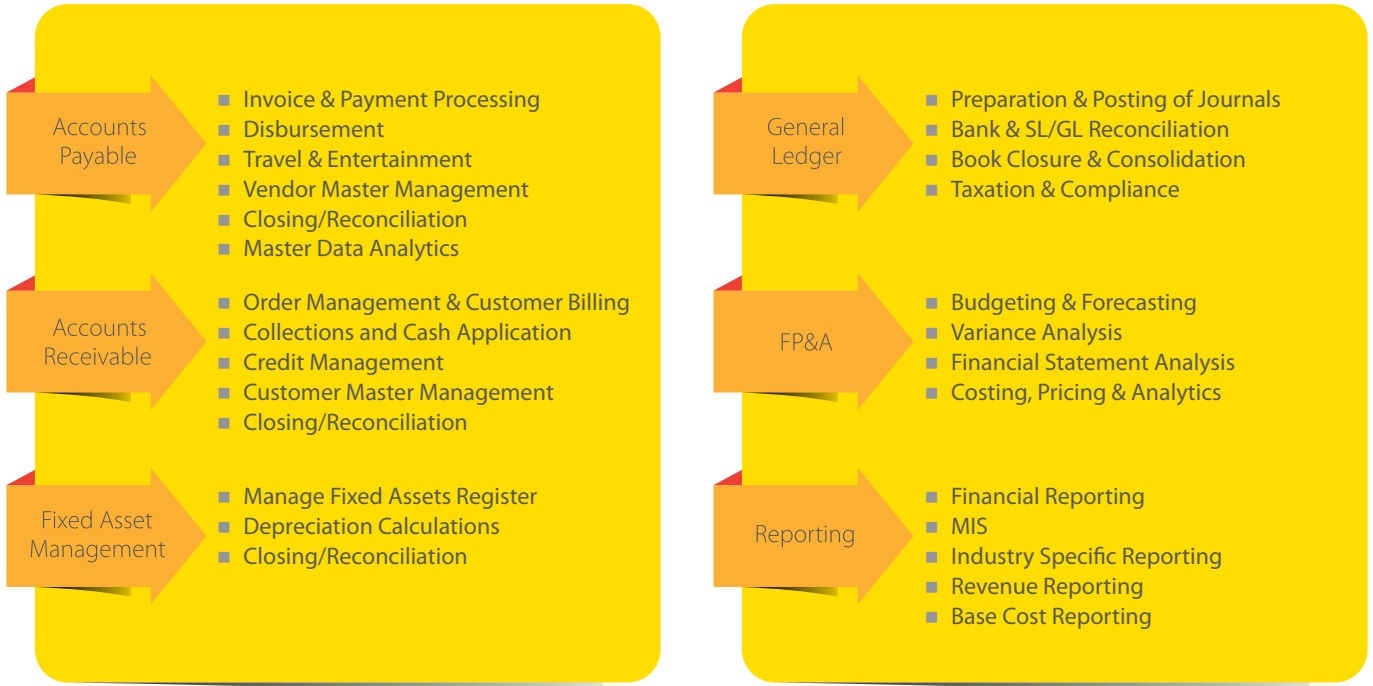 Accounts
Payable
Invoice & Payment Processing
Disbursement
Travel & Entertainment
Vendor Master Management
Closing/Reconciliation
Master Data Analytics
Accounts
Receivable
Order Management & Customer Billing
Collections and Cash Application
Credit Management
Customer Master Management
Closing/Reconciliation
Fixed Asset
Management
Manage Fixed Assets Register
Depreciation Calculations
Closing/Reconciliation
General
Ledger
Preparation & Posting of Journals
Bank & SL/GL Reconciliation
Book Closure & Consolidation
Taxation & Compliance
FP&A
Budgeting & Forecasting
Variance Analysis
Financial Statement Analysis
Costing, Pricing & Analytics
Reporting
Financial Reporting
MIS
Industry Specific Reporting
Revenue Reporting
Base Cost Reporting